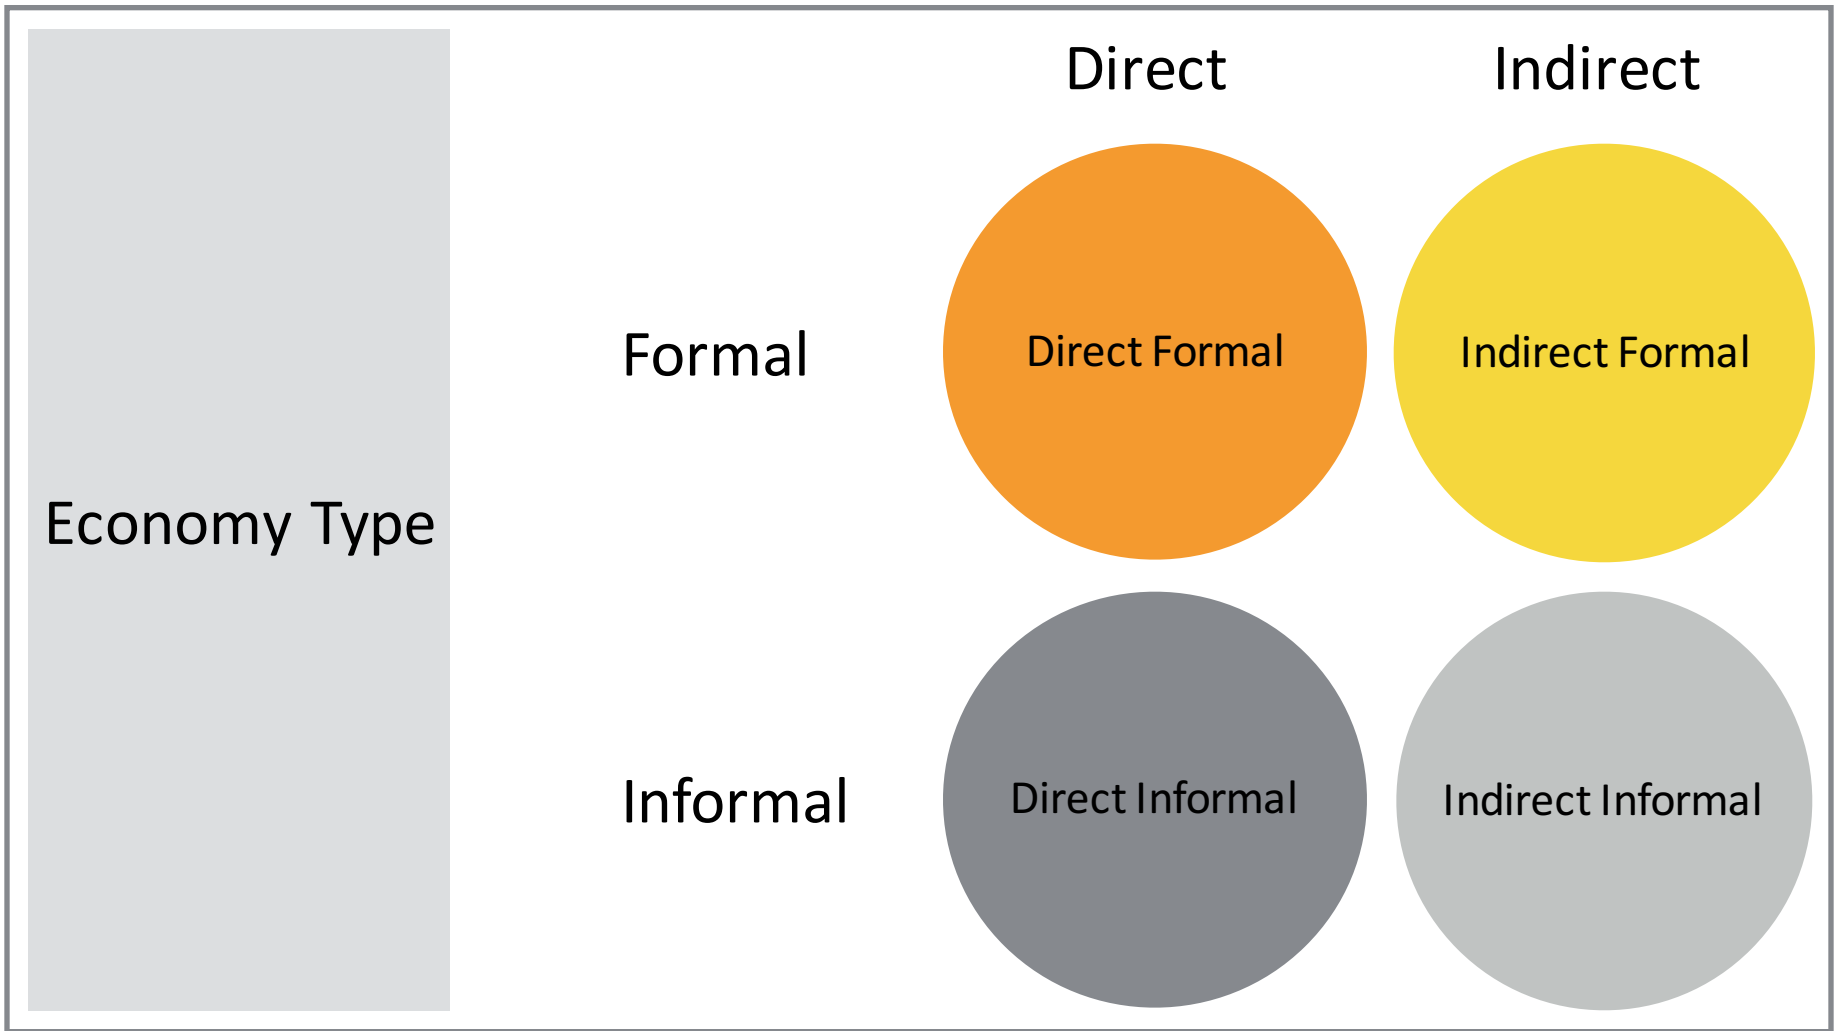 Direct
Indirect
Formal
Direct Formal
Indirect Formal
Economy Type
Informal
Direct Informal
Indirect Informal